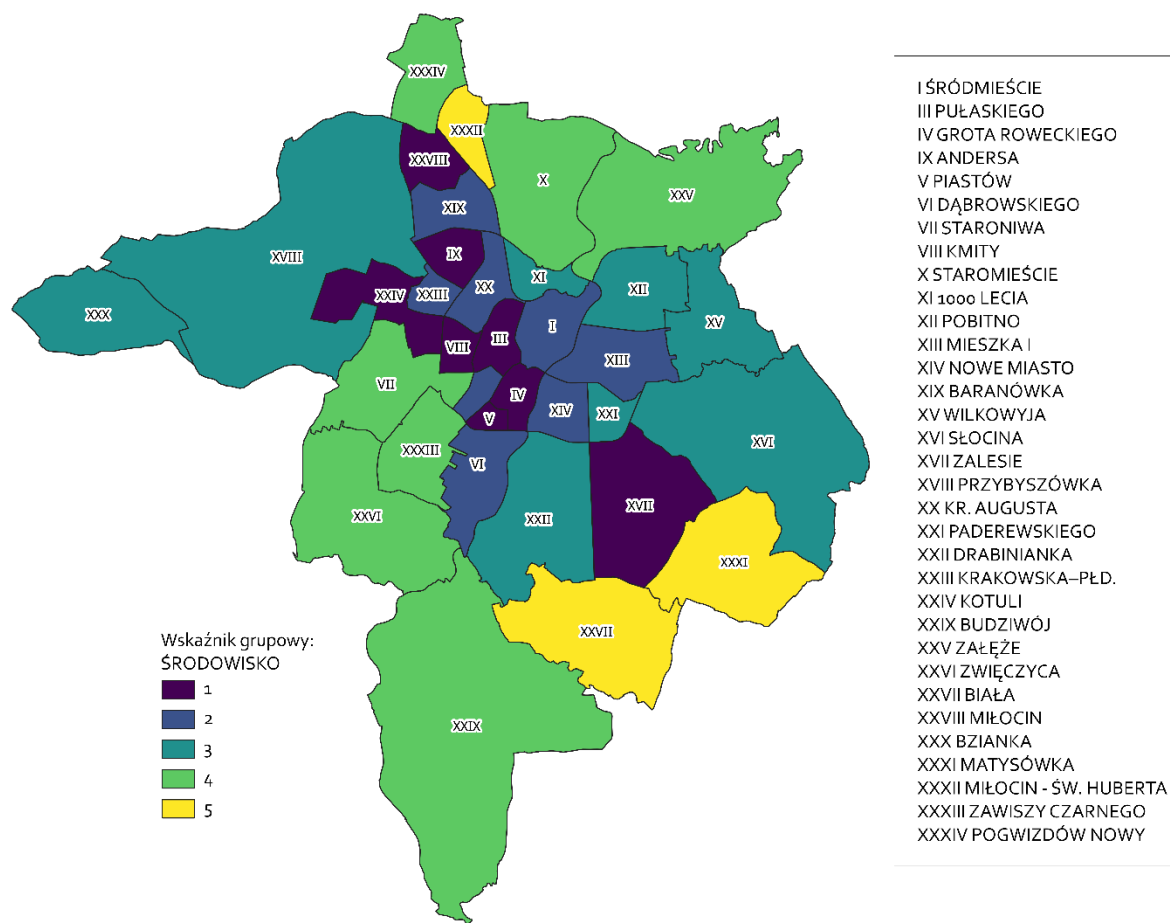 XXXIV
XXXII
XXVIII
X
XXV
XIX
XVIII
IX
XI
XII
XX
XXIV
XXIII
XV
XXX
I
III
VIII
XIII
VII
IV
XIV
XXI
V
XVI
XXXIII
VI
XVII
XXVI
XXII
XXXI
XXVII
XXIX
Wskaźnik grupowy:
ŚRODOWISKO
1
2
3
4
5
I ŚRÓDMIEŚCIE
III PUŁASKIEGO
IV GROTA ROWECKIEGO
IX ANDERSA
V PIASTÓW
VI DĄBROWSKIEGO
VII STARONIWA
VIII KMITY
X STAROMIEŚCIE
XI 1000 LECIA
XII POBITNO
XIII MIESZKA I
XIV NOWE MIASTO
XIX BARANÓWKA
XV WILKOWYJA
XVI SŁOCINA
XVII ZALESIE
XVIII PRZYBYSZÓWKA
XX KR. AUGUSTA
XXI PADEREWSKIEGO
XXII DRABINIANKA
XXIII KRAKOWSKA–PŁD.
XXIV KOTULI
XXIX BUDZIWÓJ
XXV ZAŁĘŻE
XXVI ZWIĘCZYCA
XXVII BIAŁA
XXVIII MIŁOCIN
XXX BZIANKA
XXXI MATYSÓWKA
XXXII MIŁOCIN - ŚW. HUBERTA
XXXIII ZAWISZY CZARNEGO
XXXIV POGWIZDÓW NOWY